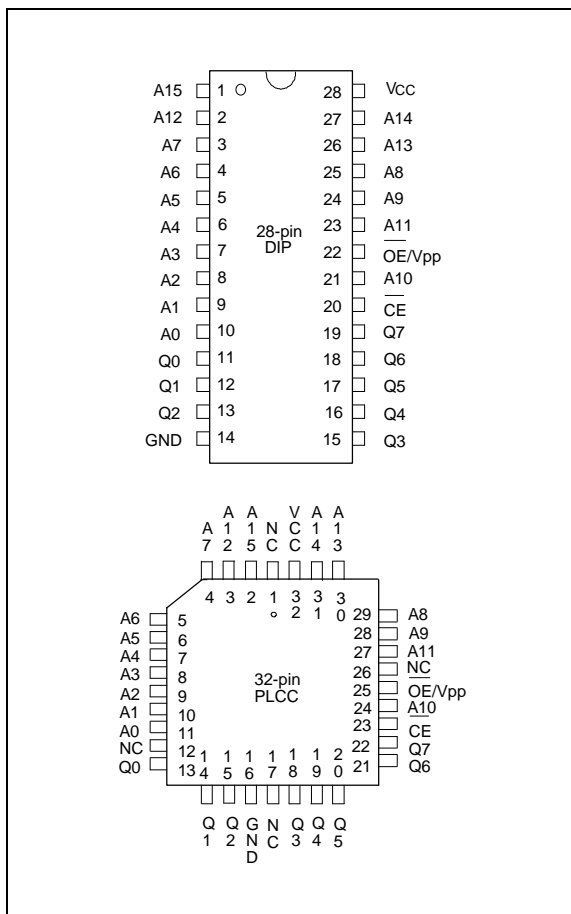 A15 1 28 VCC
A12 2 27 A14
A7 3 26 A13
A6 4 25 A8
A5 5 24 A9
A4 6 23 A11
28-pin
DIP
A3 7 22 OE/Vpp
A2 8 21 A10
A1 9 20 CE
A0 10 19 Q7
Q0 11 18 Q6
Q1 12 17 Q5
Q2 13 16 Q4
GND 14 15 Q3
A7 A12 A15 NC VCC A14 A13
4 3 2 1 32 31 30
A6 5 29 A8
A5 6 28 A9
A4 7 27 A11
A3 8 26 NC
A2 9 25 OE/Vpp
32-pin
PLCC
A1 10 24 A10
A0 11 23 CE
NC 12 22 Q7
Q0 13 21 Q6
14 15 16 17 18 19 20
Q1 Q2 GND NC Q3 Q4 Q5